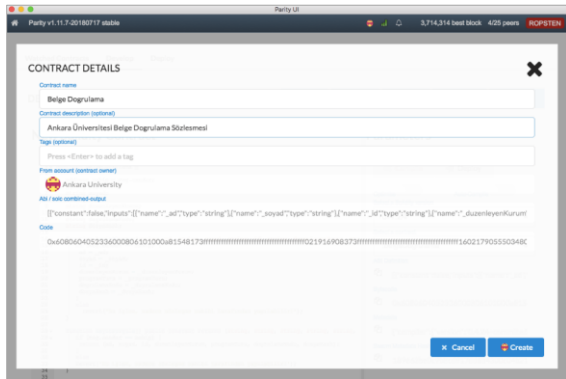 Parity UI
Parity v1.11.7-20180717 stable
3,714,314 best block 4/25 peers ROPSTEN
CONTRACT DETAILS
Contract name
Belge Dogrulama
Contract description (optional)
Ankara Üniversitesi Belge Dogrulama Sözlesmesi
Tags (optional)
Press <Enter> to add a tag
From account (contract owner)
Ankara University
Abi / solc combined-output
[{"constant":false,"inputs":[{"name":"_ad","type":"string"},{"name":"_soyad","type":"string"},{"name":"_id","type":"string"},{"name":"_duzenleyenKurum"
Code
Cancel Create